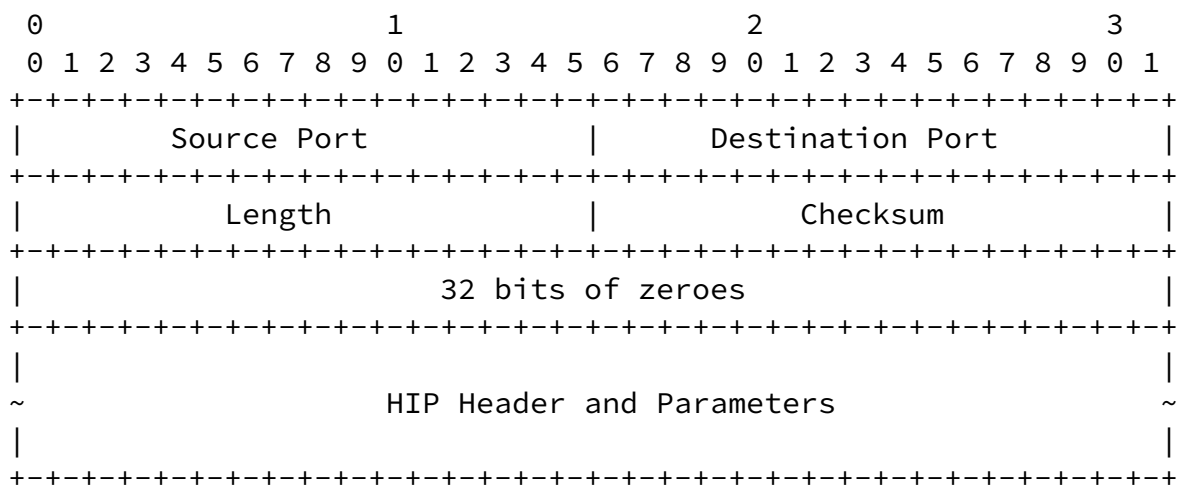 0                   1                   2                   3
 0 1 2 3 4 5 6 7 8 9 0 1 2 3 4 5 6 7 8 9 0 1 2 3 4 5 6 7 8 9 0 1
+-+-+-+-+-+-+-+-+-+-+-+-+-+-+-+-+-+-+-+-+-+-+-+-+-+-+-+-+-+-+-+-+
|        Source Port            |      Destination Port         |
+-+-+-+-+-+-+-+-+-+-+-+-+-+-+-+-+-+-+-+-+-+-+-+-+-+-+-+-+-+-+-+-+
|           Length              |           Checksum            |
+-+-+-+-+-+-+-+-+-+-+-+-+-+-+-+-+-+-+-+-+-+-+-+-+-+-+-+-+-+-+-+-+
|                       32 bits of zeroes                       |
+-+-+-+-+-+-+-+-+-+-+-+-+-+-+-+-+-+-+-+-+-+-+-+-+-+-+-+-+-+-+-+-+
|                                                               |
~                    HIP Header and Parameters                  ~
|                                                               |
+-+-+-+-+-+-+-+-+-+-+-+-+-+-+-+-+-+-+-+-+-+-+-+-+-+-+-+-+-+-+-+-+